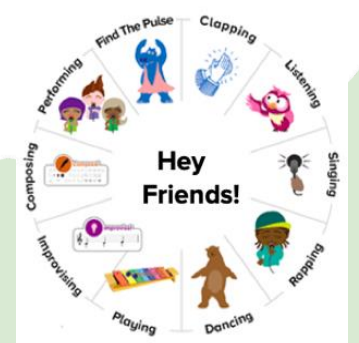 Find The Pulse
Clapping
Listening
Singing
Rapping
Dancing
Playing
Improvising
Composing
Performing
Hey
Friends!